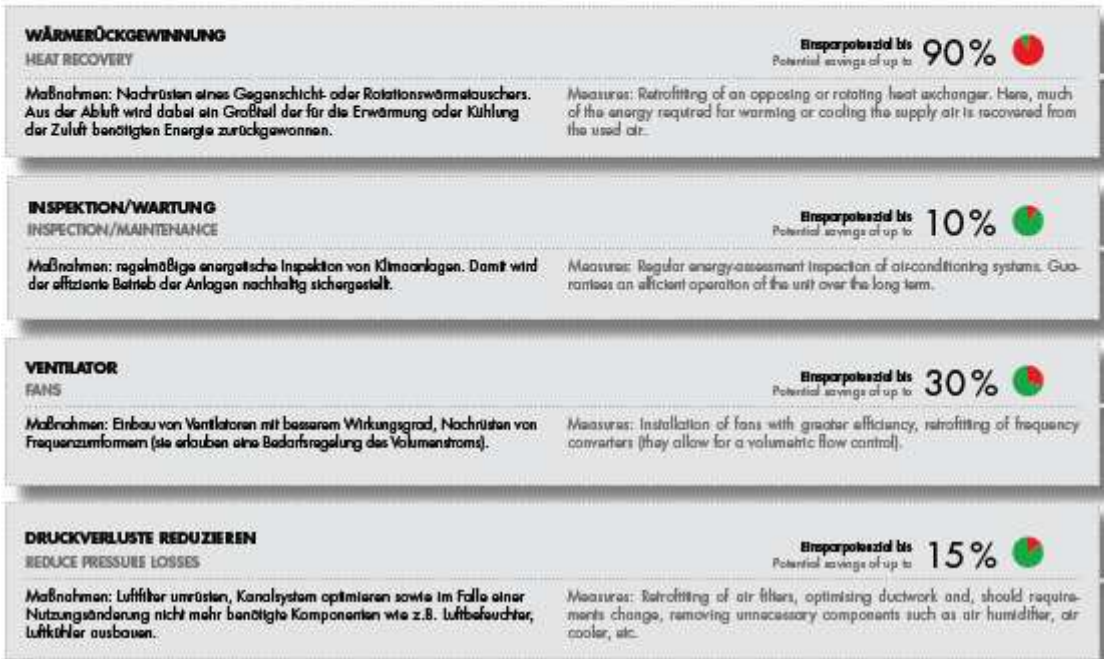 WÄRMERÜCKGEWINNUNG
HEAT RECOVERY
Einsparpotenzial bis
Potential savings of up to
90 %
Maßnahmen: Nachrüsten eines Gegenschicht- oder Rotationswärmetauschers.
Aus der Abluft wird dabei ein Großteil der für die Erwärmung oder Kühlung
der Zuluft benötigten Energie zurückgewonnen.
Measures: Retrofitting of an opposing or rotating heat exchanger. Here, much
of the energy required for warming or cooling the supply air is recovered from
the used air.
INSPEKTION/WARTUNG
INSPECTION/MAINTENANCE
Einsparpotenzial bis
Potential savings of up to
10 %
Maßnahmen: regelmäßige energetische Inspektion von Klimaanlagen. Damit wird
der effiziente Betrieb der Anlagen nachhaltig sichergestellt.
Measures: Regular energy-assessment inspection of air-conditioning systems. Gua-
rantees an efficient operation of the unit over the long term.
VENTILATOR
FANS
Einsparpotenzial bis
Potential savings of up to
30 %
Maßnahmen: Einbau von Ventilatoren mit besserem Wirkungsgrad, Nachrüsten von
Frequenzumformern (sie erlauben eine Bedarfsregelung des Volumenstroms).
Measures: Installation of fans with greater efficiency, retrofitting of frequency
converters (they allow for a volumetric flow control).
DRUCKVERLUSTE REDUZIEREN
REDUCE PRESSURE LOSSES
Einsparpotenzial bis
Potential savings of up to
15 %
Maßnahmen: Luftfilter umrüsten, Kanalsystem optimieren sowie im Falle einer
Nutzungsänderung nicht mehr benötigte Komponenten wie z.B. Luftbefeuchter,
Luftkühler ausbauen.
Measures: Retrofitting of air filters, optimising ductwork and, should require-
ments change, removing unnecessary components such as air humidifier, air
cooler, etc.